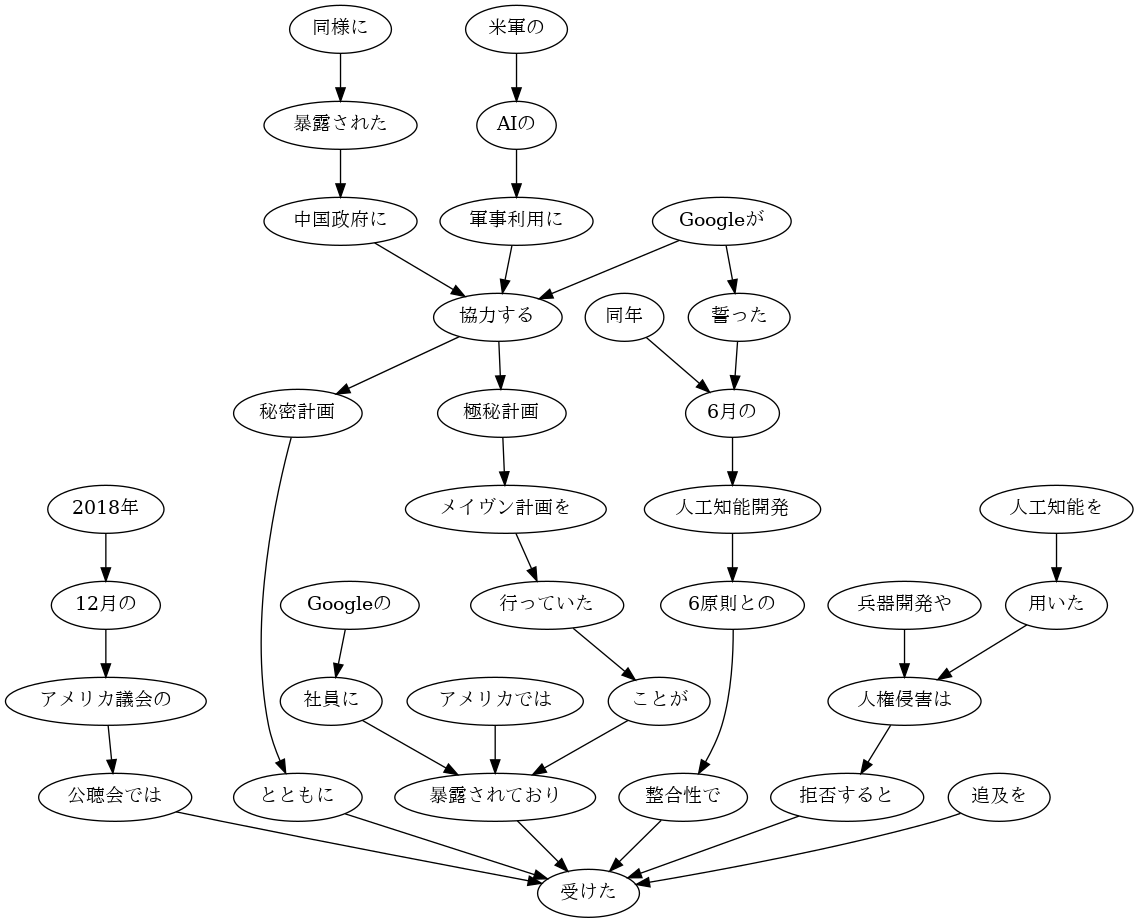 同様に
米軍の
暴露された
AIの
中国政府に
軍事利用に
Googleが
協力する
同年
誓った
秘密計画
極秘計画
6月の
2018年
メイヴン計画を
人工知能開発
人工知能を
12月の
Googleの
行っていた
6原則との
兵器開発や
用いた
アメリカ議会の
社員に
アメリカでは
ことが
人権侵害は
公聴会では
とともに
暴露されており
整合性で
拒否すると
追及を
受けた